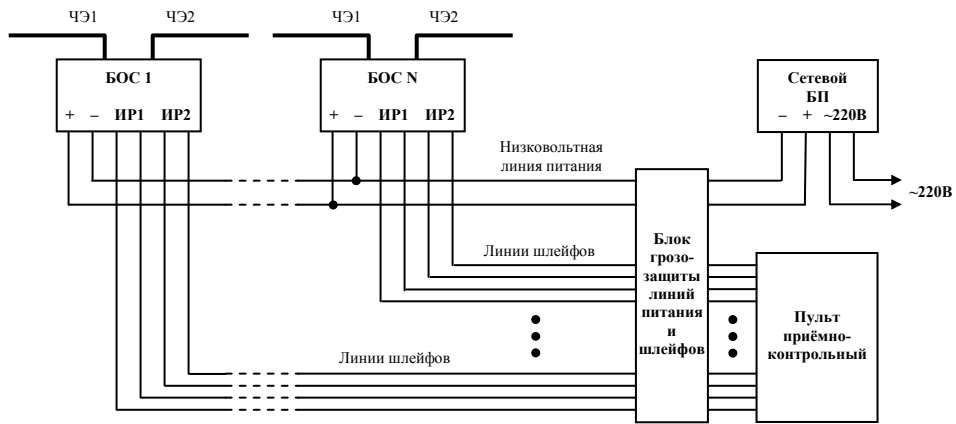 ЧЭ1 ЧЭ2
ЧЭ1 ЧЭ2
БОС 1
+ – ИР1 ИР2
БОС N
+ – ИР1 ИР2
Сетевой
БП
– + ~220В
Низковольтная
линия питания
~220В
Линии шлейфов
Блок
грозо-
защиты
линий
питания
и
шлейфов
Пульт
приёмно-
контрольный
Линии шлейфов